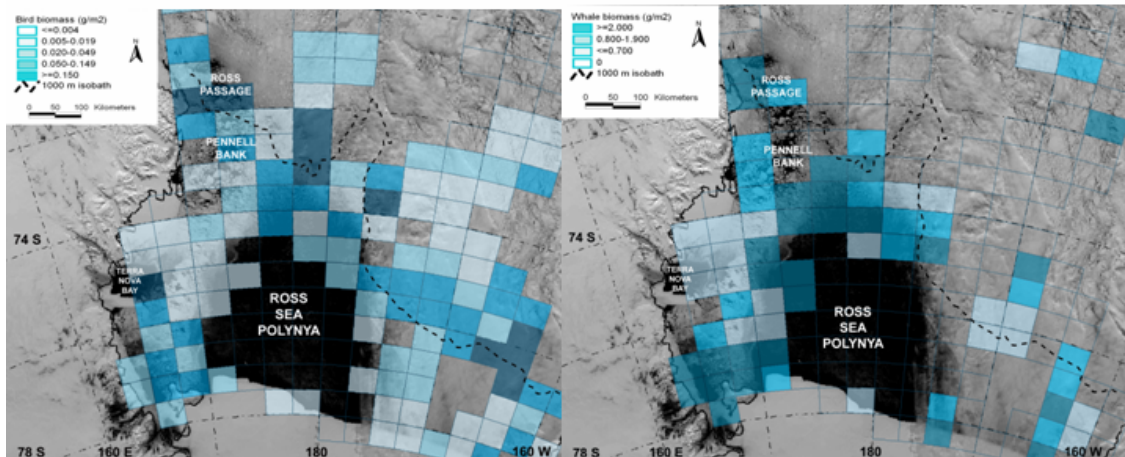 Bird biomass (g/m2)
<=0.004
0.005-0.019
0.020-0.049
0.050-0.149
>=0.150
1000 m isobath
0 50 100 Kilometers
N
ROSS
PASSAGE
PENNELL
BANK
74 S
TERRA
NOVA
BAY
ROSS
SEA
POLYNYA
78 S
160 E
180
160 W
Whale biomass (g/m2)
>=2.000
0.800-1.900
<=0.700
0
1000 m isobath
0 50 100 Kilometers
N
ROSS
PASSAGE
PENNELL
BANK
74 S
TERRA
NOVA
BAY
ROSS
SEA
POLYNYA
78 S
160 E
180
160 W